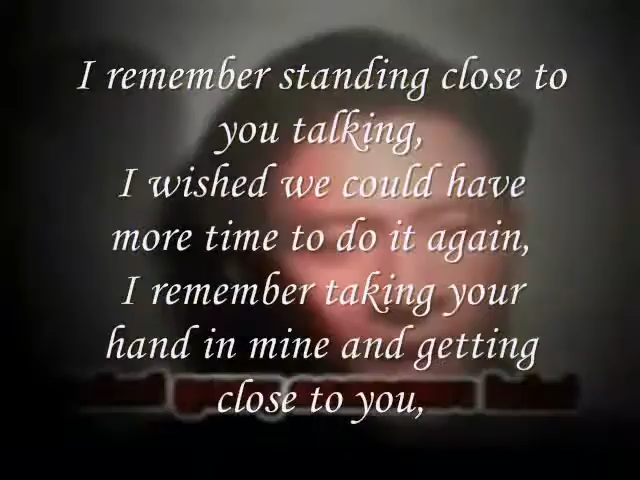 I remember standing close to
you talking,
I wished we could have
more time to do it again,
I remember taking your
hand in mine and getting
close to you,